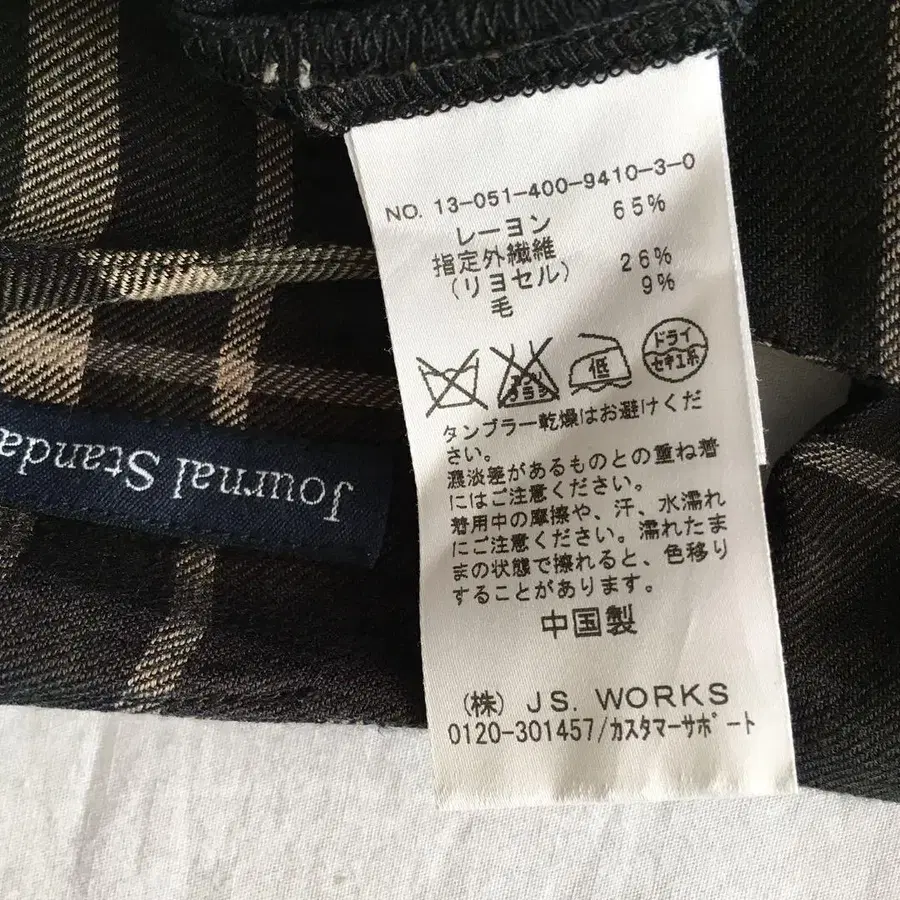 NO. 13-051-400-9410-3-0
レーヨン 65%
指定外繊維
(リヨセル) 26%
毛 9%
エンソ
サラシ
低
ドライ
セキユ系
タンブラー乾燥はお避けくだ
さい。
濃淡差があるものとの重ね着
にはご注意ください。
着用中の摩擦や、汗、水濡れ
にご注意ください。濡れたま
まの状態で擦れると、色移り
することがあります。
中国製
(株) JS. WORKS
0120-301457/カスタマーサポート
Journal Standa